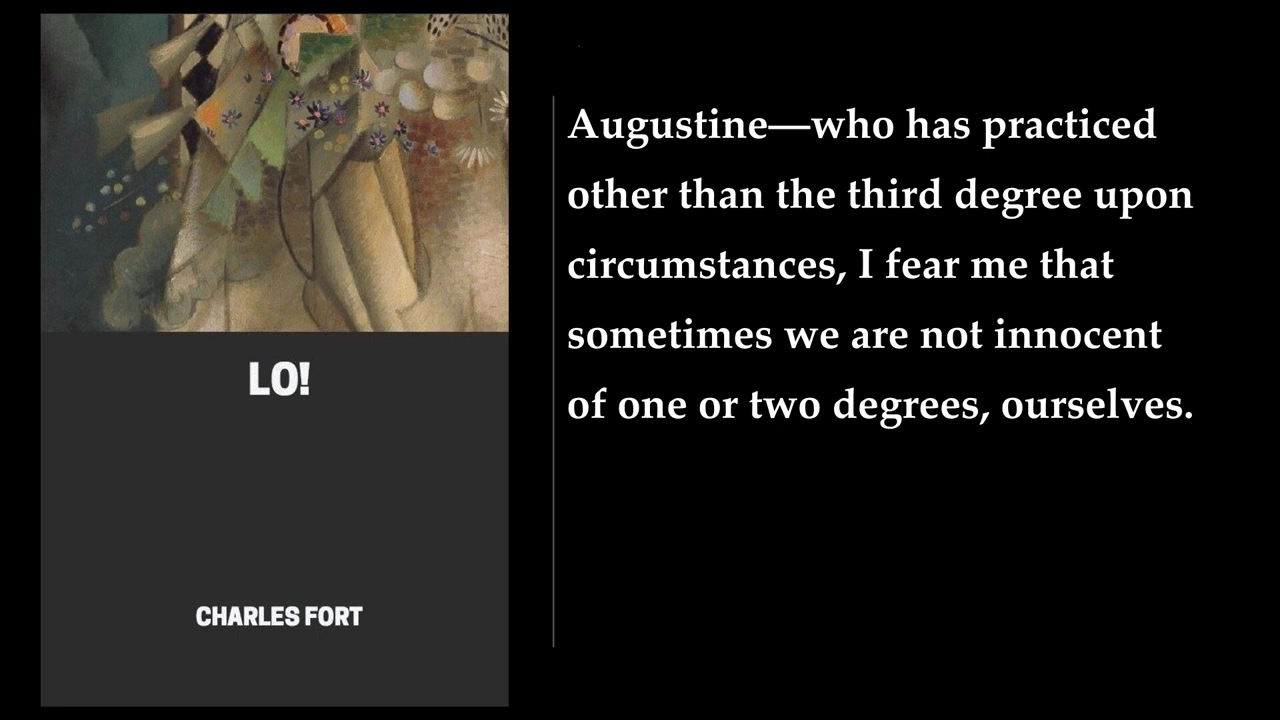 LO!
CHARLES FORT
Augustine—who has practiced
other than the third degree upon
circumstances, I fear me that
sometimes we are not innocent
of one or two degrees, ourselves.